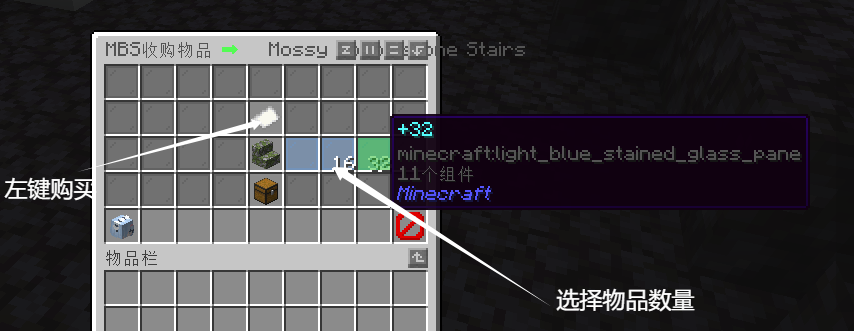 MBS收购物品 → Mossy Stairs
+32
minecraft:light_blue_stained_glass_pane
16
32
11个组件
Minecraft
左键购买
物品栏
选择物品数量